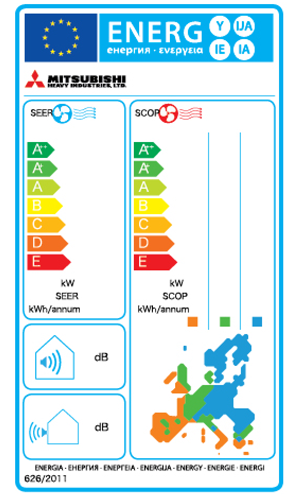 ENERG Y IJA
енергия · ενεργεια IE IA
MITSUBISHI
HEAVY INDUSTRIES, LTD.
SEER SCOP
A++ A++
A+ A+
A A
B B
C C
D D
E E
kW kW
SEER SCOP
kWh/annum kWh/annum
dB
dB
ENERGIA · ЕНЕРГИЯ · ΕΝΕΡΓΕΙΑ · ENERGIJA · ENERGY · ENERGIE · ENERGI
626/2011